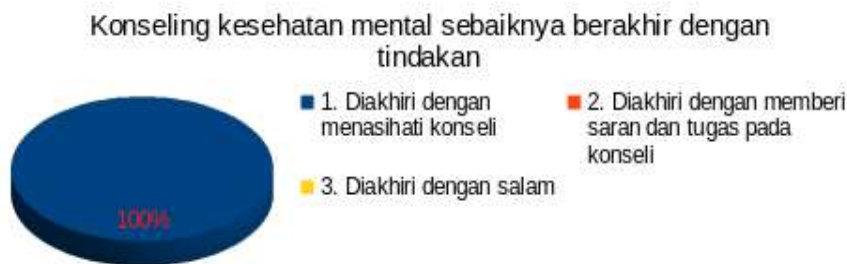 Konseling kesehatan mental sebaiknya berakhir dengan
tindakan
1. Diakhiri dengan
menasihati konseli
2. Diakhiri dengan memberi
saran dan tugas pada
konseli
3. Diakhiri dengan salam
100%